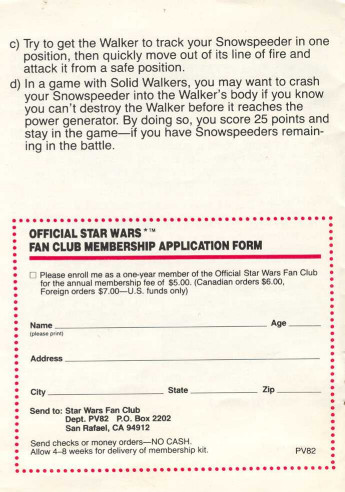 c) Try to get the Walker to track your Snowspeeder in one
position, then quickly move out of its line of fire and
attack it from a safe position.
d) In a game with Solid Walkers, you may want to crash
your Snowspeeder into the Walker's body if you know
you can't destroy the Walker before it reaches the
power generator. By doing so, you score 25 points and
stay in the game—if you have Snowspeeders remain-
ing in the battle.
OFFICIAL STAR WARS *™
FAN CLUB MEMBERSHIP APPLICATION FORM
□ Please enroll me as a one-year member of the Official Star Wars Fan Club
for the annual membership fee of $5.00. (Canadian orders $6.00,
Foreign orders $7.00—U.S. funds only)
Name Age
(please print)
Address
City State Zip
Send to: Star Wars Fan Club
Dept. PV82 P.O. Box 2202
San Rafael, CA 94912
Send checks or money orders—NO CASH.
Allow 4–8 weeks for delivery of membership kit. PV82